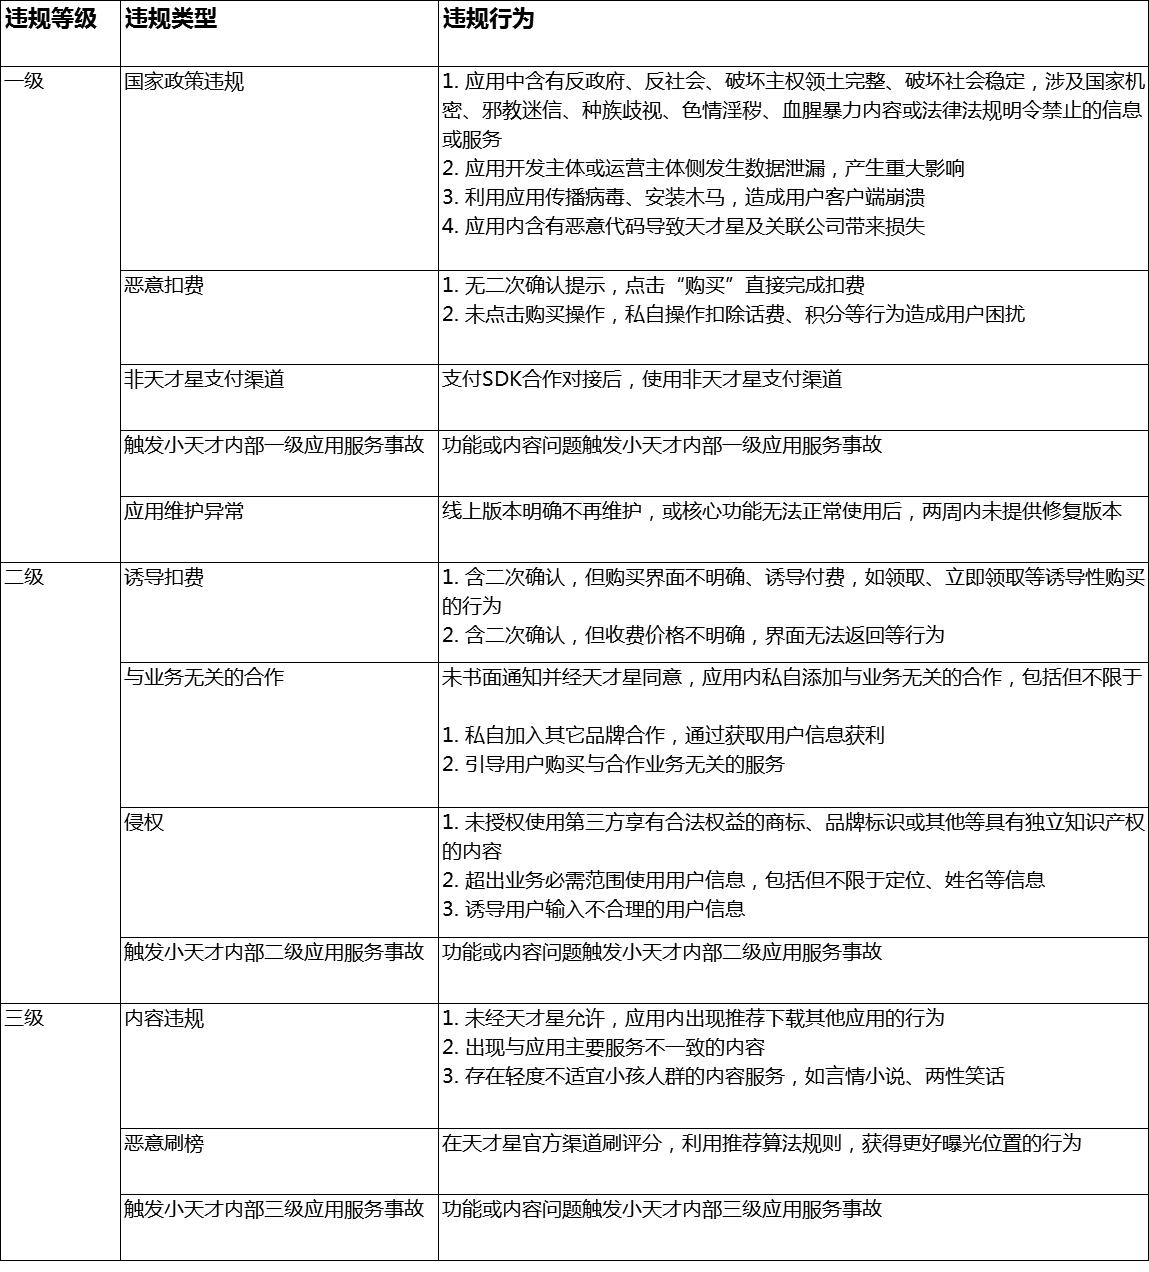 违规等级 违规类型 违规行为
一级 国家政策违规 1. 应用中含有反政府、反社会、破坏主权领土完整、破坏社会稳定，涉及国家机
密、邪教迷信、种族歧视、色情淫秽、血腥暴力内容或法律法规明令禁止的信息
或服务
2. 应用开发主体或运营主体侧发生数据泄漏，产生重大影响
3. 利用应用传播病毒、安装木马，造成用户客户端崩溃
4. 应用内含有恶意代码导致天才星及关联公司带来损失
恶意扣费 1. 无二次确认提示，点击“购买”直接完成扣费
2. 未点击购买操作，私自操作扣除话费、积分等行为造成用户困扰
非天才星支付渠道 支付SDK合作对接后，使用非天才星支付渠道
触发小天才内部一级应用服务事故 功能或内容问题触发小天才内部一级应用服务事故
应用维护异常 线上版本明确不再维护，或核心功能无法正常使用后，两周内未提供修复版本
二级 诱导扣费 1. 含二次确认，但购买界面不明确、诱导付费，如领取、立即领取等诱导性购买
的行为
2. 含二次确认，但收费价格不明确，界面无法返回等行为
与业务无关的合作 未书面通知并经天才星同意，应用内私自添加与业务无关的合作，包括但不限于
1. 私自加入其它品牌合作，通过获取用户信息获利
2. 引导用户购买与合作业务无关的服务
侵权 1. 未授权使用第三方享有合法权益的商标、品牌标识或其他等具有独立知识产权
的内容
2. 超出业务必需范围使用用户信息，包括但不限于定位、姓名等信息
3. 诱导用户输入不合理的用户信息
触发小天才内部二级应用服务事故 功能或内容问题触发小天才内部二级应用服务事故
三级 内容违规 1. 未经天才星允许，应用内出现推荐下载其他应用的行为
2. 出现与应用主要服务不一致的内容
3. 存在轻度不适宜小孩人群的内容服务，如言情小说、两性笑话
恶意刷榜 在天才星官方渠道刷评分，利用推荐算法规则，获得更好曝光位置的行为
触发小天才内部三级应用服务事故 功能或内容问题触发小天才内部三级应用服务事故